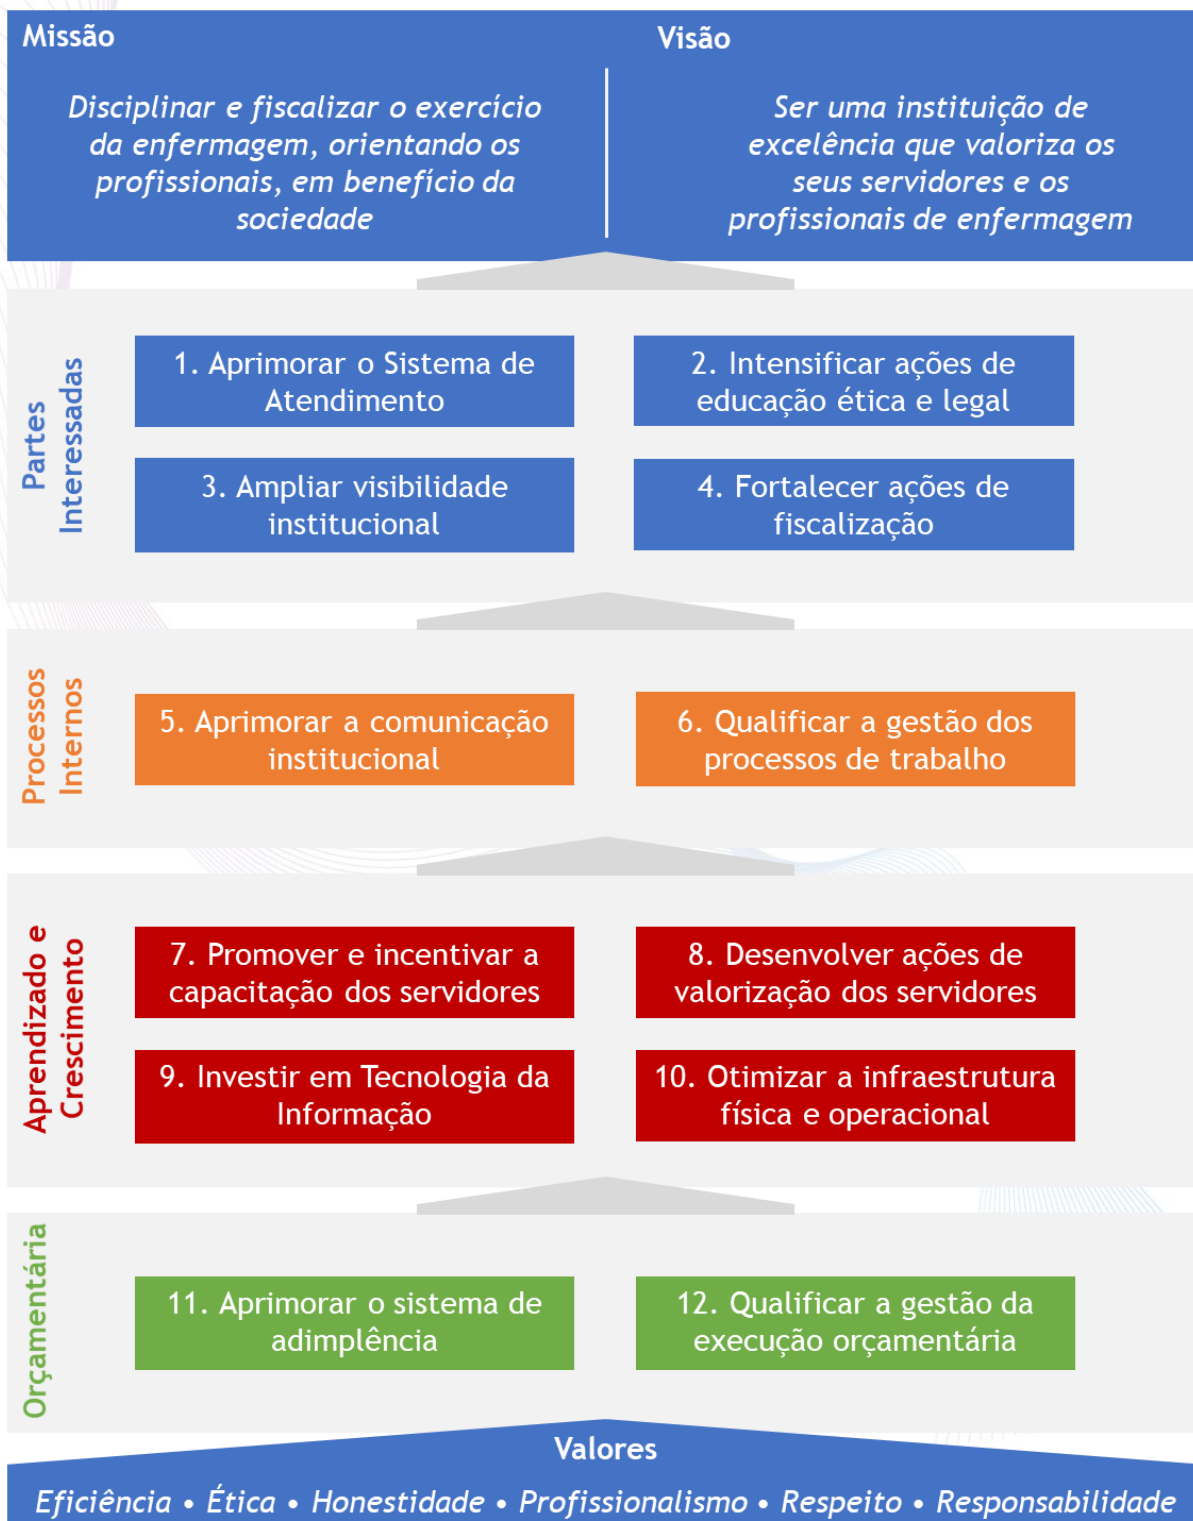 Missão
Disciplinar e fiscalizar o exercício
da enfermagem, orientando os
profissionais, em benefício da
sociedade
Visão
Ser uma instituição de
excelência que valoriza os
seus servidores e os
profissionais de enfermagem
Partes
Interessadas
1. Aprimorar o Sistema de
Atendimento
2. Intensificar ações de
educação ética e legal
3. Ampliar visibilidade
institucional
4. Fortalecer ações de
fiscalização
Processos
Internos
5. Aprimorar a comunicação
institucional
6. Qualificar a gestão dos
processos de trabalho
Aprendizado e
Crescimento
7. Promover e incentivar a
capacitação dos servidores
8. Desenvolver ações de
valorização dos servidores
9. Investir em Tecnologia da
Informação
10. Otimizar a infraestrutura
física e operacional
Orçamentária
11. Aprimorar o sistema de
adimplência
12. Qualificar a gestão da
execução orçamentária
Valores
Eficiência • Ética • Honestidade • Profissionalismo • Respeito • Responsabilidade